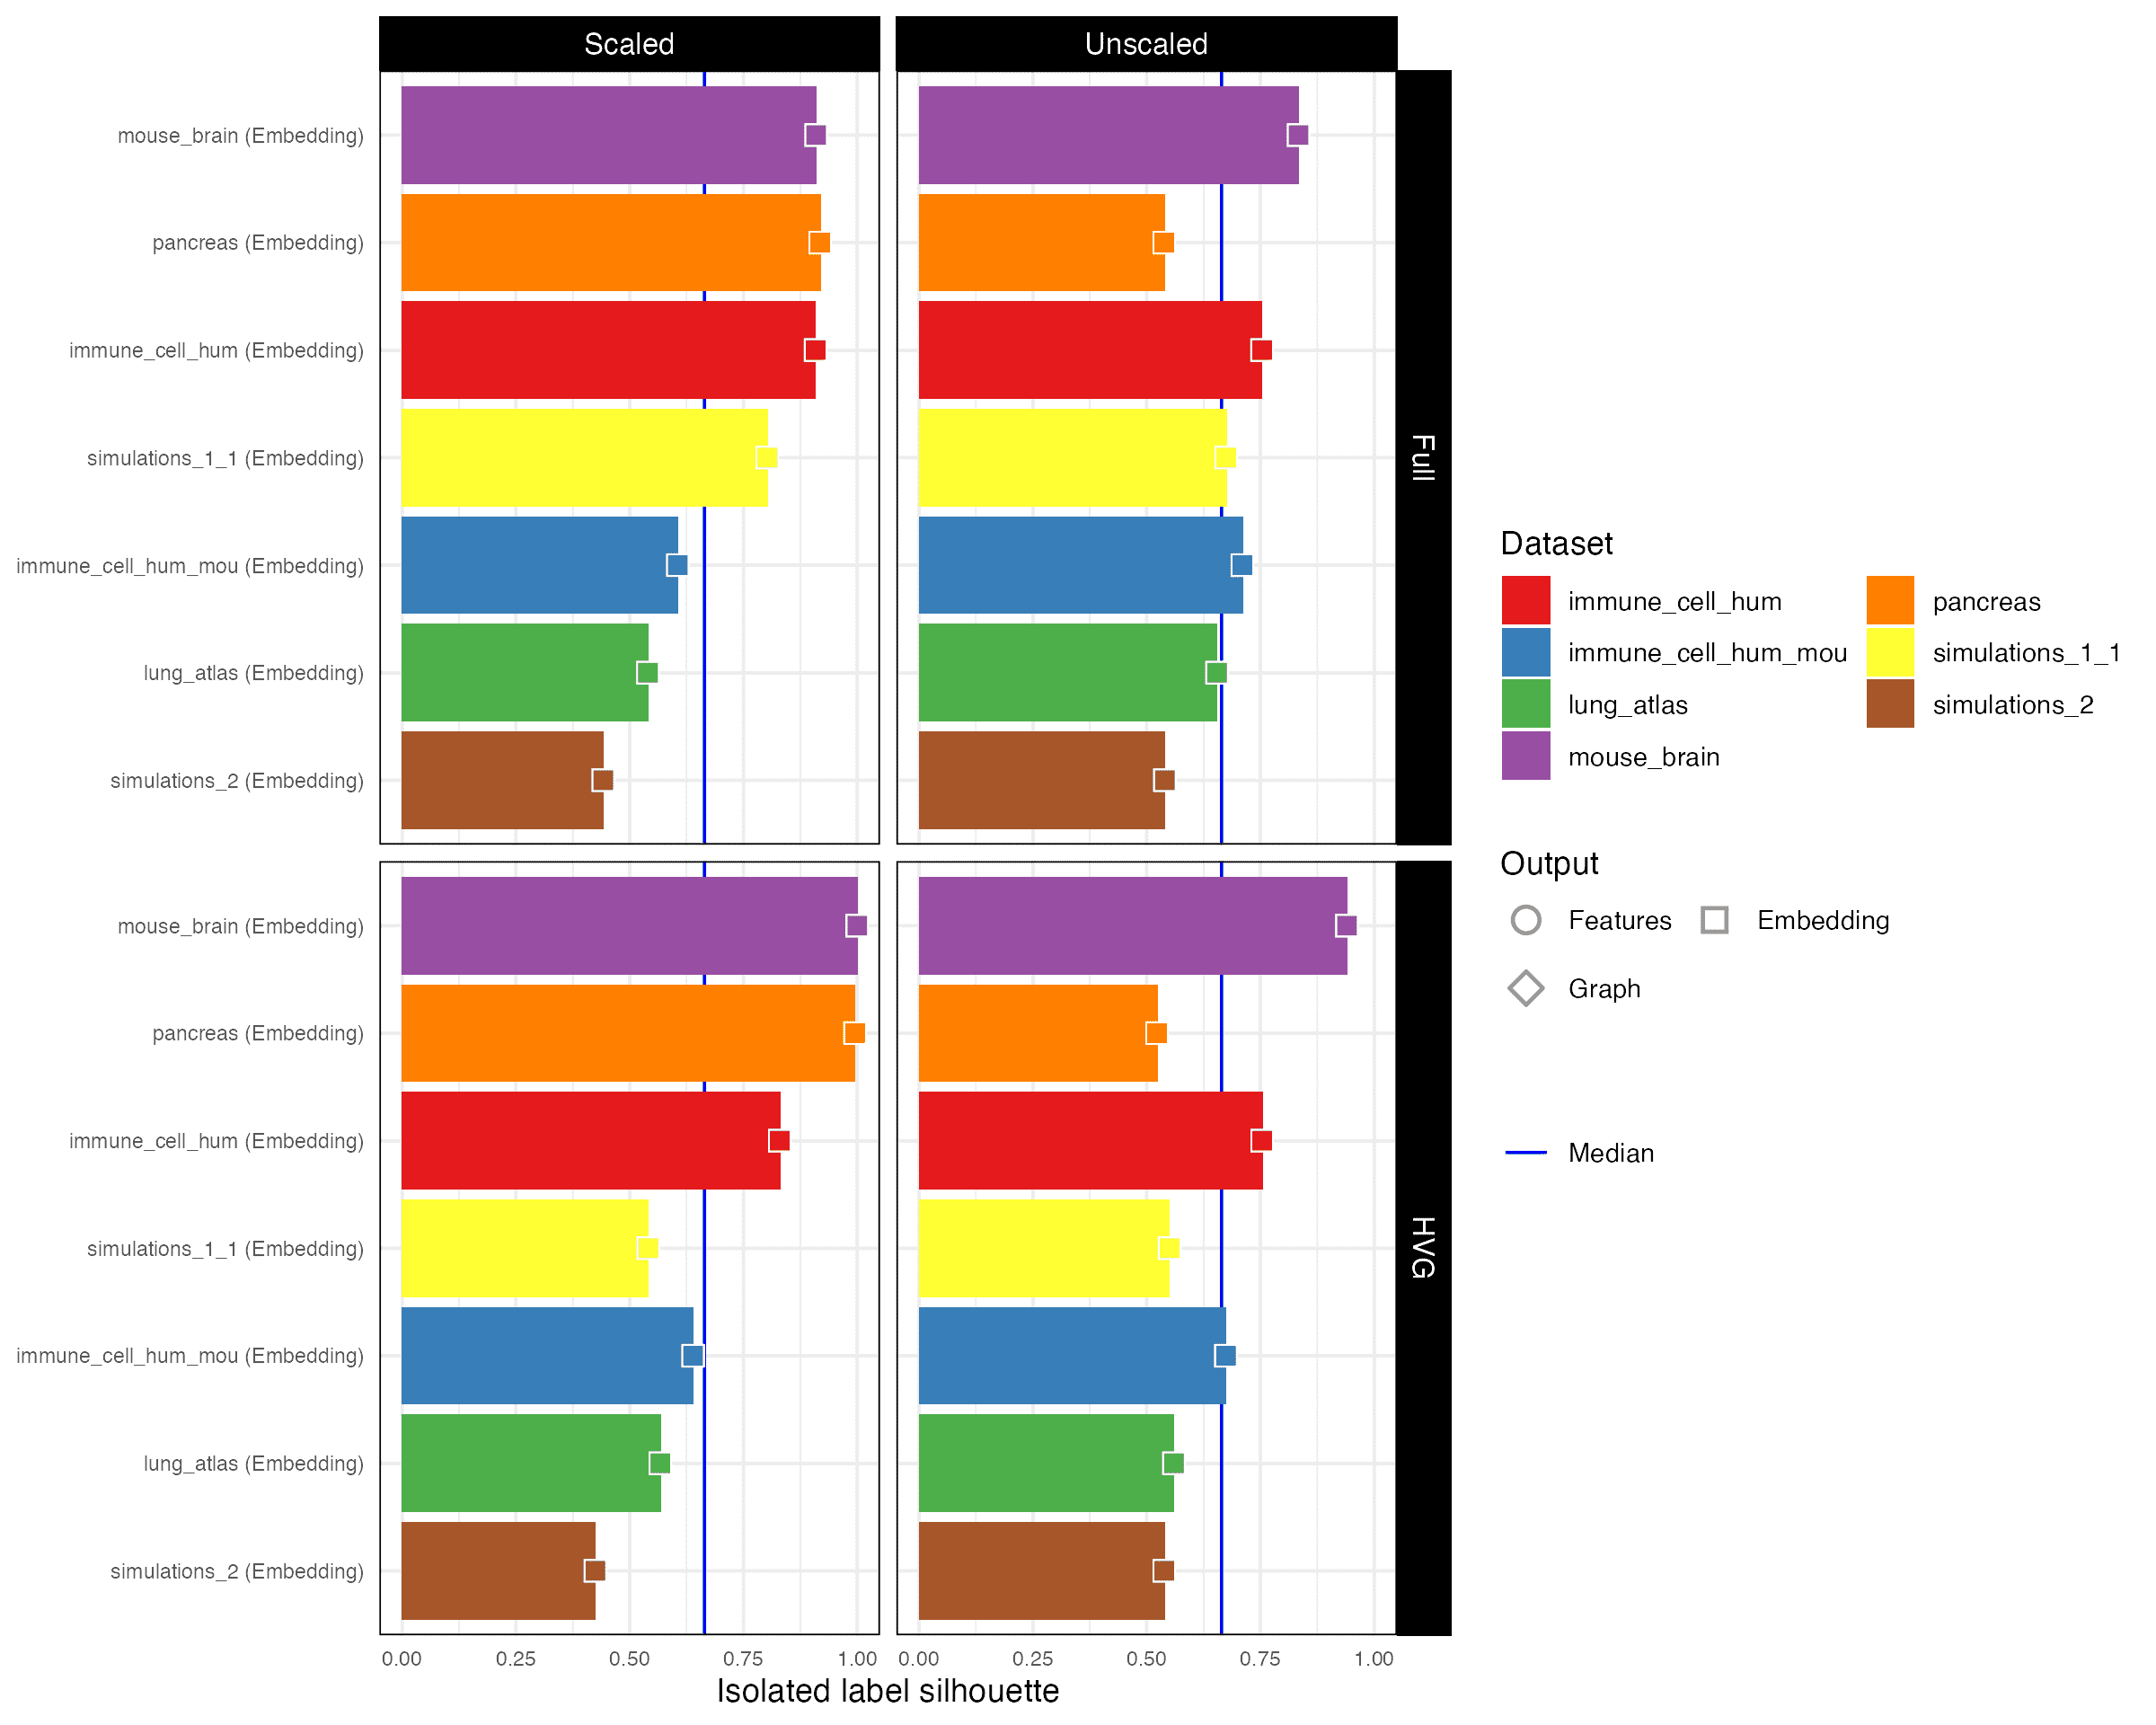 Scaled
Unscaled
mouse_brain (Embedding)
pancreas (Embedding)
immune_cell_hum (Embedding)
simulations_1_1 (Embedding)
immune_cell_hum_mou (Embedding)
lung_atlas (Embedding)
simulations_2 (Embedding)
Full
mouse_brain (Embedding)
pancreas (Embedding)
immune_cell_hum (Embedding)
simulations_1_1 (Embedding)
immune_cell_hum_mou (Embedding)
lung_atlas (Embedding)
simulations_2 (Embedding)
HVG
0.00 0.25 0.50 0.75 1.00 0.00 0.25 0.50 0.75 1.00
Isolated label silhouette
Dataset
immune_cell_hum pancreas
immune_cell_hum_mou simulations_1_1
lung_atlas simulations_2
mouse_brain
Output
Features Embedding
Graph
Median